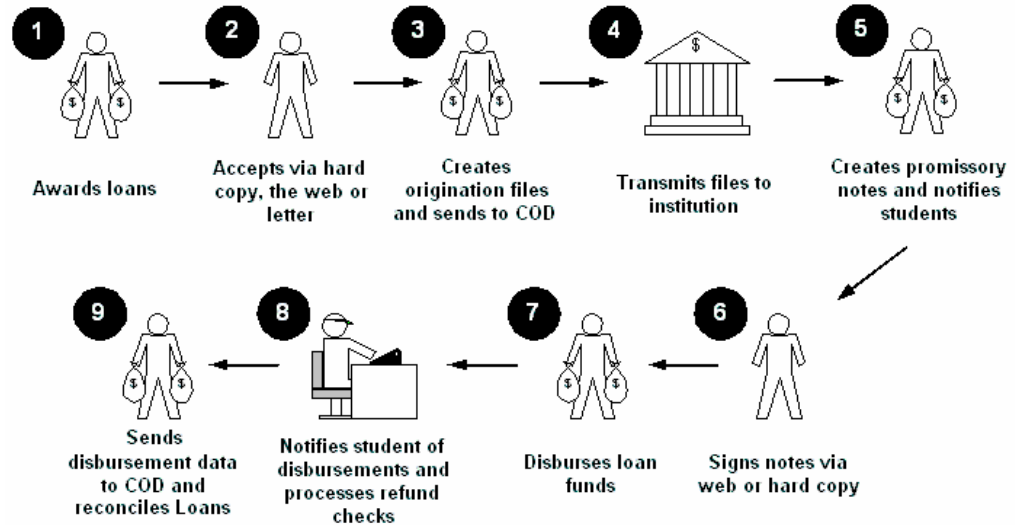 1
Awards loans
2
Accepts via hard
copy, the web or
letter
3
Creates
origination files
and sends to COD
4
$
Transmits files to
institution
5
Creates promissory
notes and notifies
students
6
Signs notes via
web or hard copy
7
Disburses loan
funds
8
Notifies student of
disbursements and
processes refund
checks
9
Sends
disbursement data
to COD and
reconciles Loans
$ $
$ $
$ $
$ $
$ $